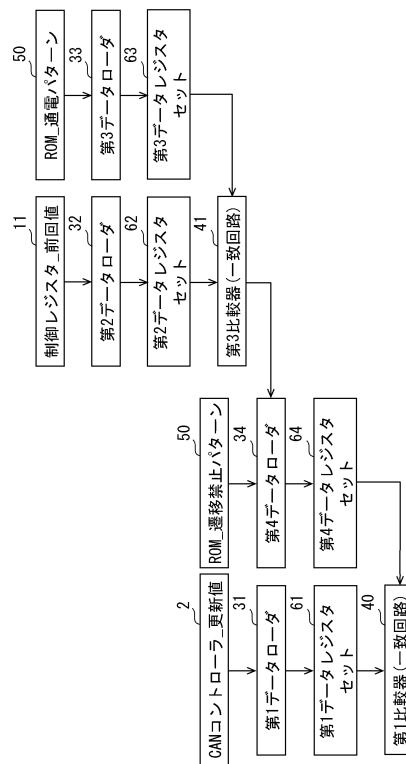 2
CANコントローラ_更新値
31
第1データローダ
61
第1データレジスタ
セット
40
第1比較器(一致回路)
50
ROM_遷移禁止パターン
34
第4データローダ
64
第4データレジスタ
セット
11
制御レジスタ_前回値
32
第2データローダ
62
第2データレジスタ
セット
41
第3比較器(一致回路)
50
ROM_通電パターン
33
第3データローダ
63
第3データレジスタ
セット